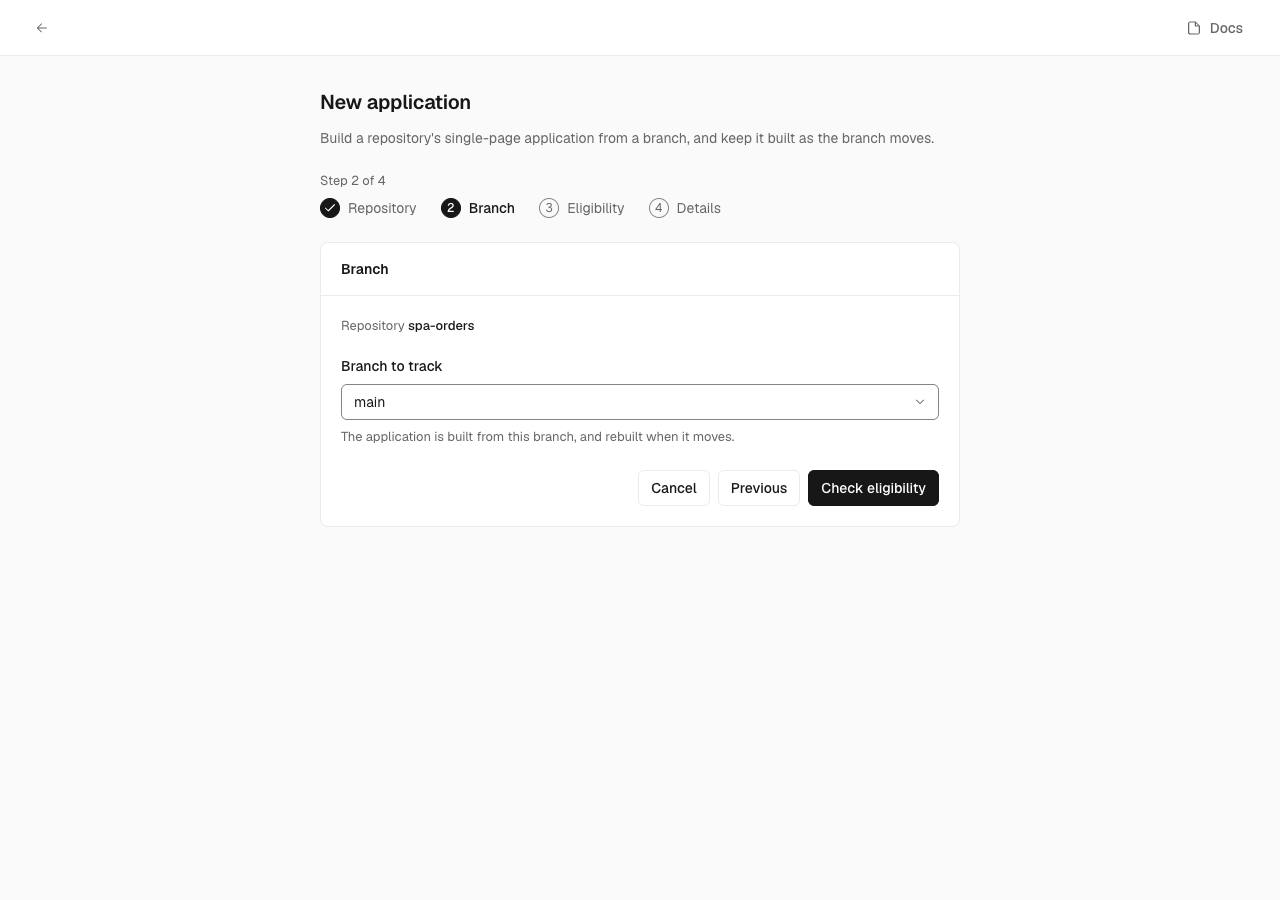 Docs
New application
Build a repository's single-page application from a branch, and keep it built as the branch moves.
Step 2 of 4
Repository 2 Branch 3 Eligibility 4 Details
Branch
Repository spa-orders
Branch to track
main
The application is built from this branch, and rebuilt when it moves.
Cancel Previous Check eligibility